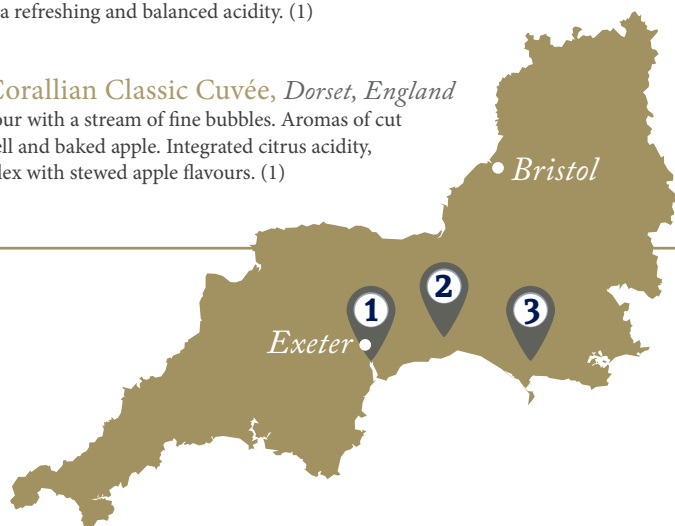 a refreshing and balanced acidity. (1)
Corallian Classic Cuvée, Dorset, England
our with a stream of fine bubbles. Aromas of cut
ell and baked apple. Integrated citrus acidity,
lex with stewed apple flavours. (1)
Bristol
2
1
3
Exeter